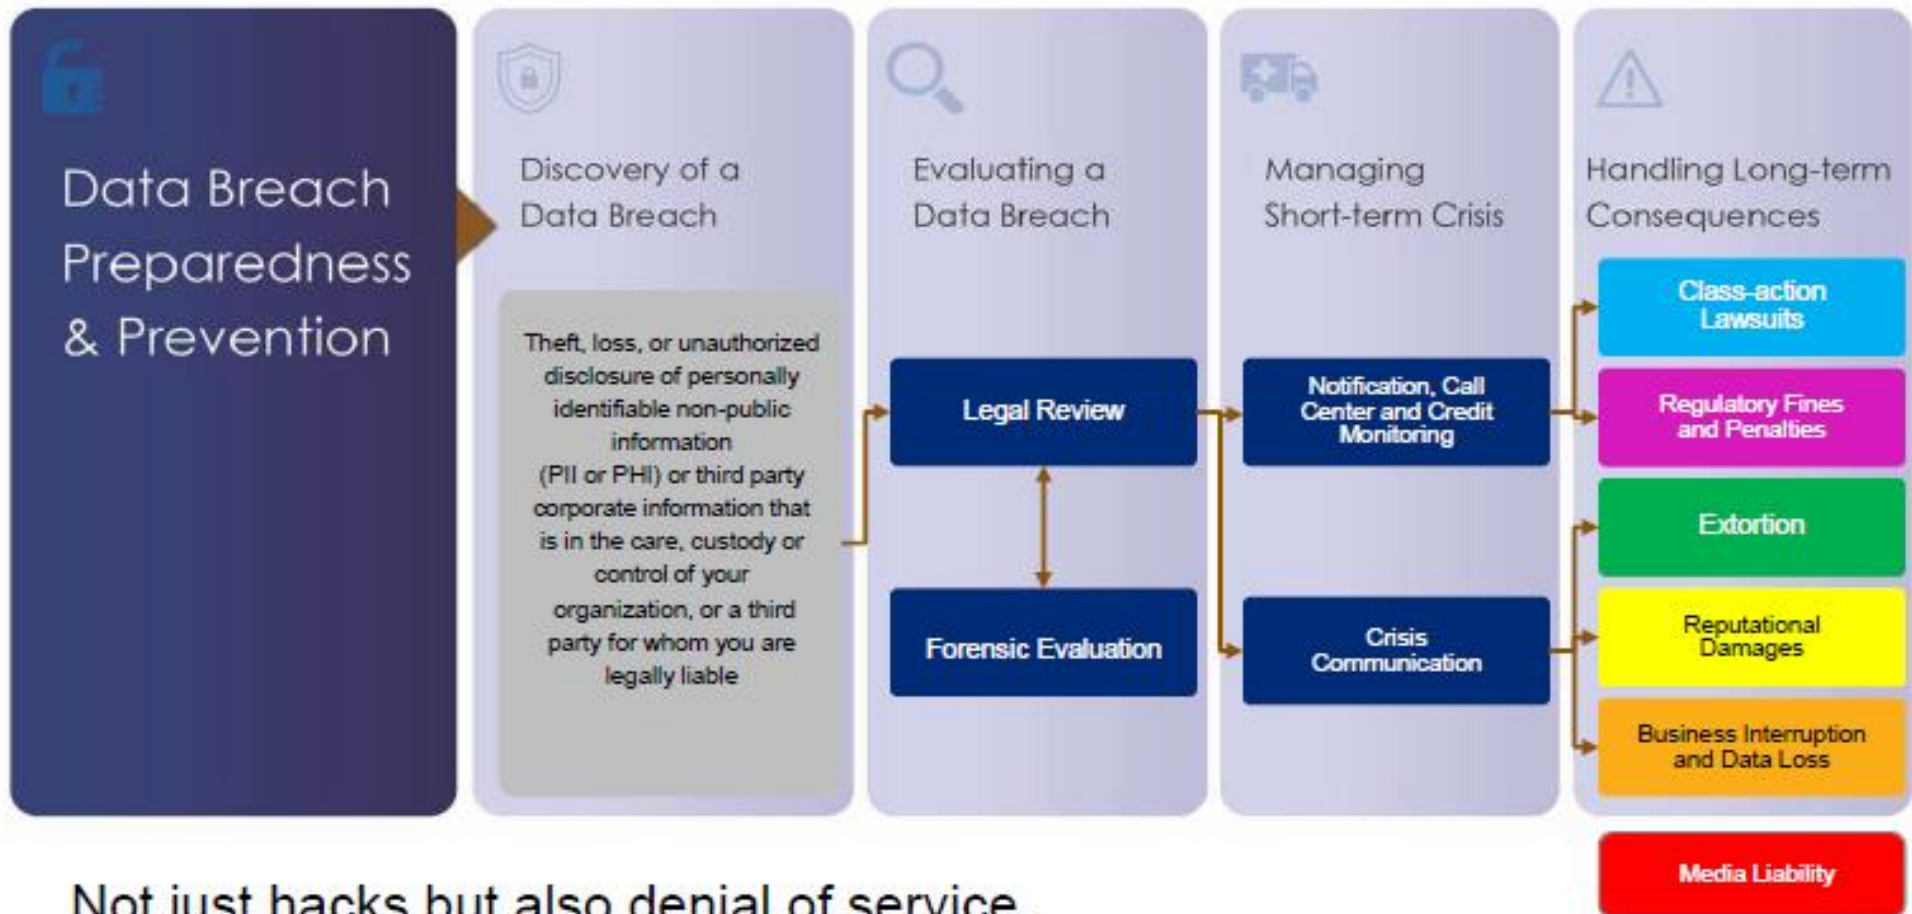 Data Breach
Preparedness
& Prevention
Discovery of a
Data Breach
Theft, loss, or unauthorized
disclosure of personally
identifiable non-public
information
(PII or PHI) or third party
corporate information that
is in the care, custody or
control of your
organization, or a third
party for whom you are
legally liable
Evaluating a
Data Breach
Legal Review
Forensic Evaluation
Managing
Short-term Crisis
Notification, Call
Center and Credit
Monitoring
Crisis
Communication
Handling Long-term
Consequences
Class-action
Lawsuits
Regulatory Fines
and Penalties
Extortion
Reputational
Damages
Business Interruption
and Data Loss
Media Liability
Not just hacks but also denial of service